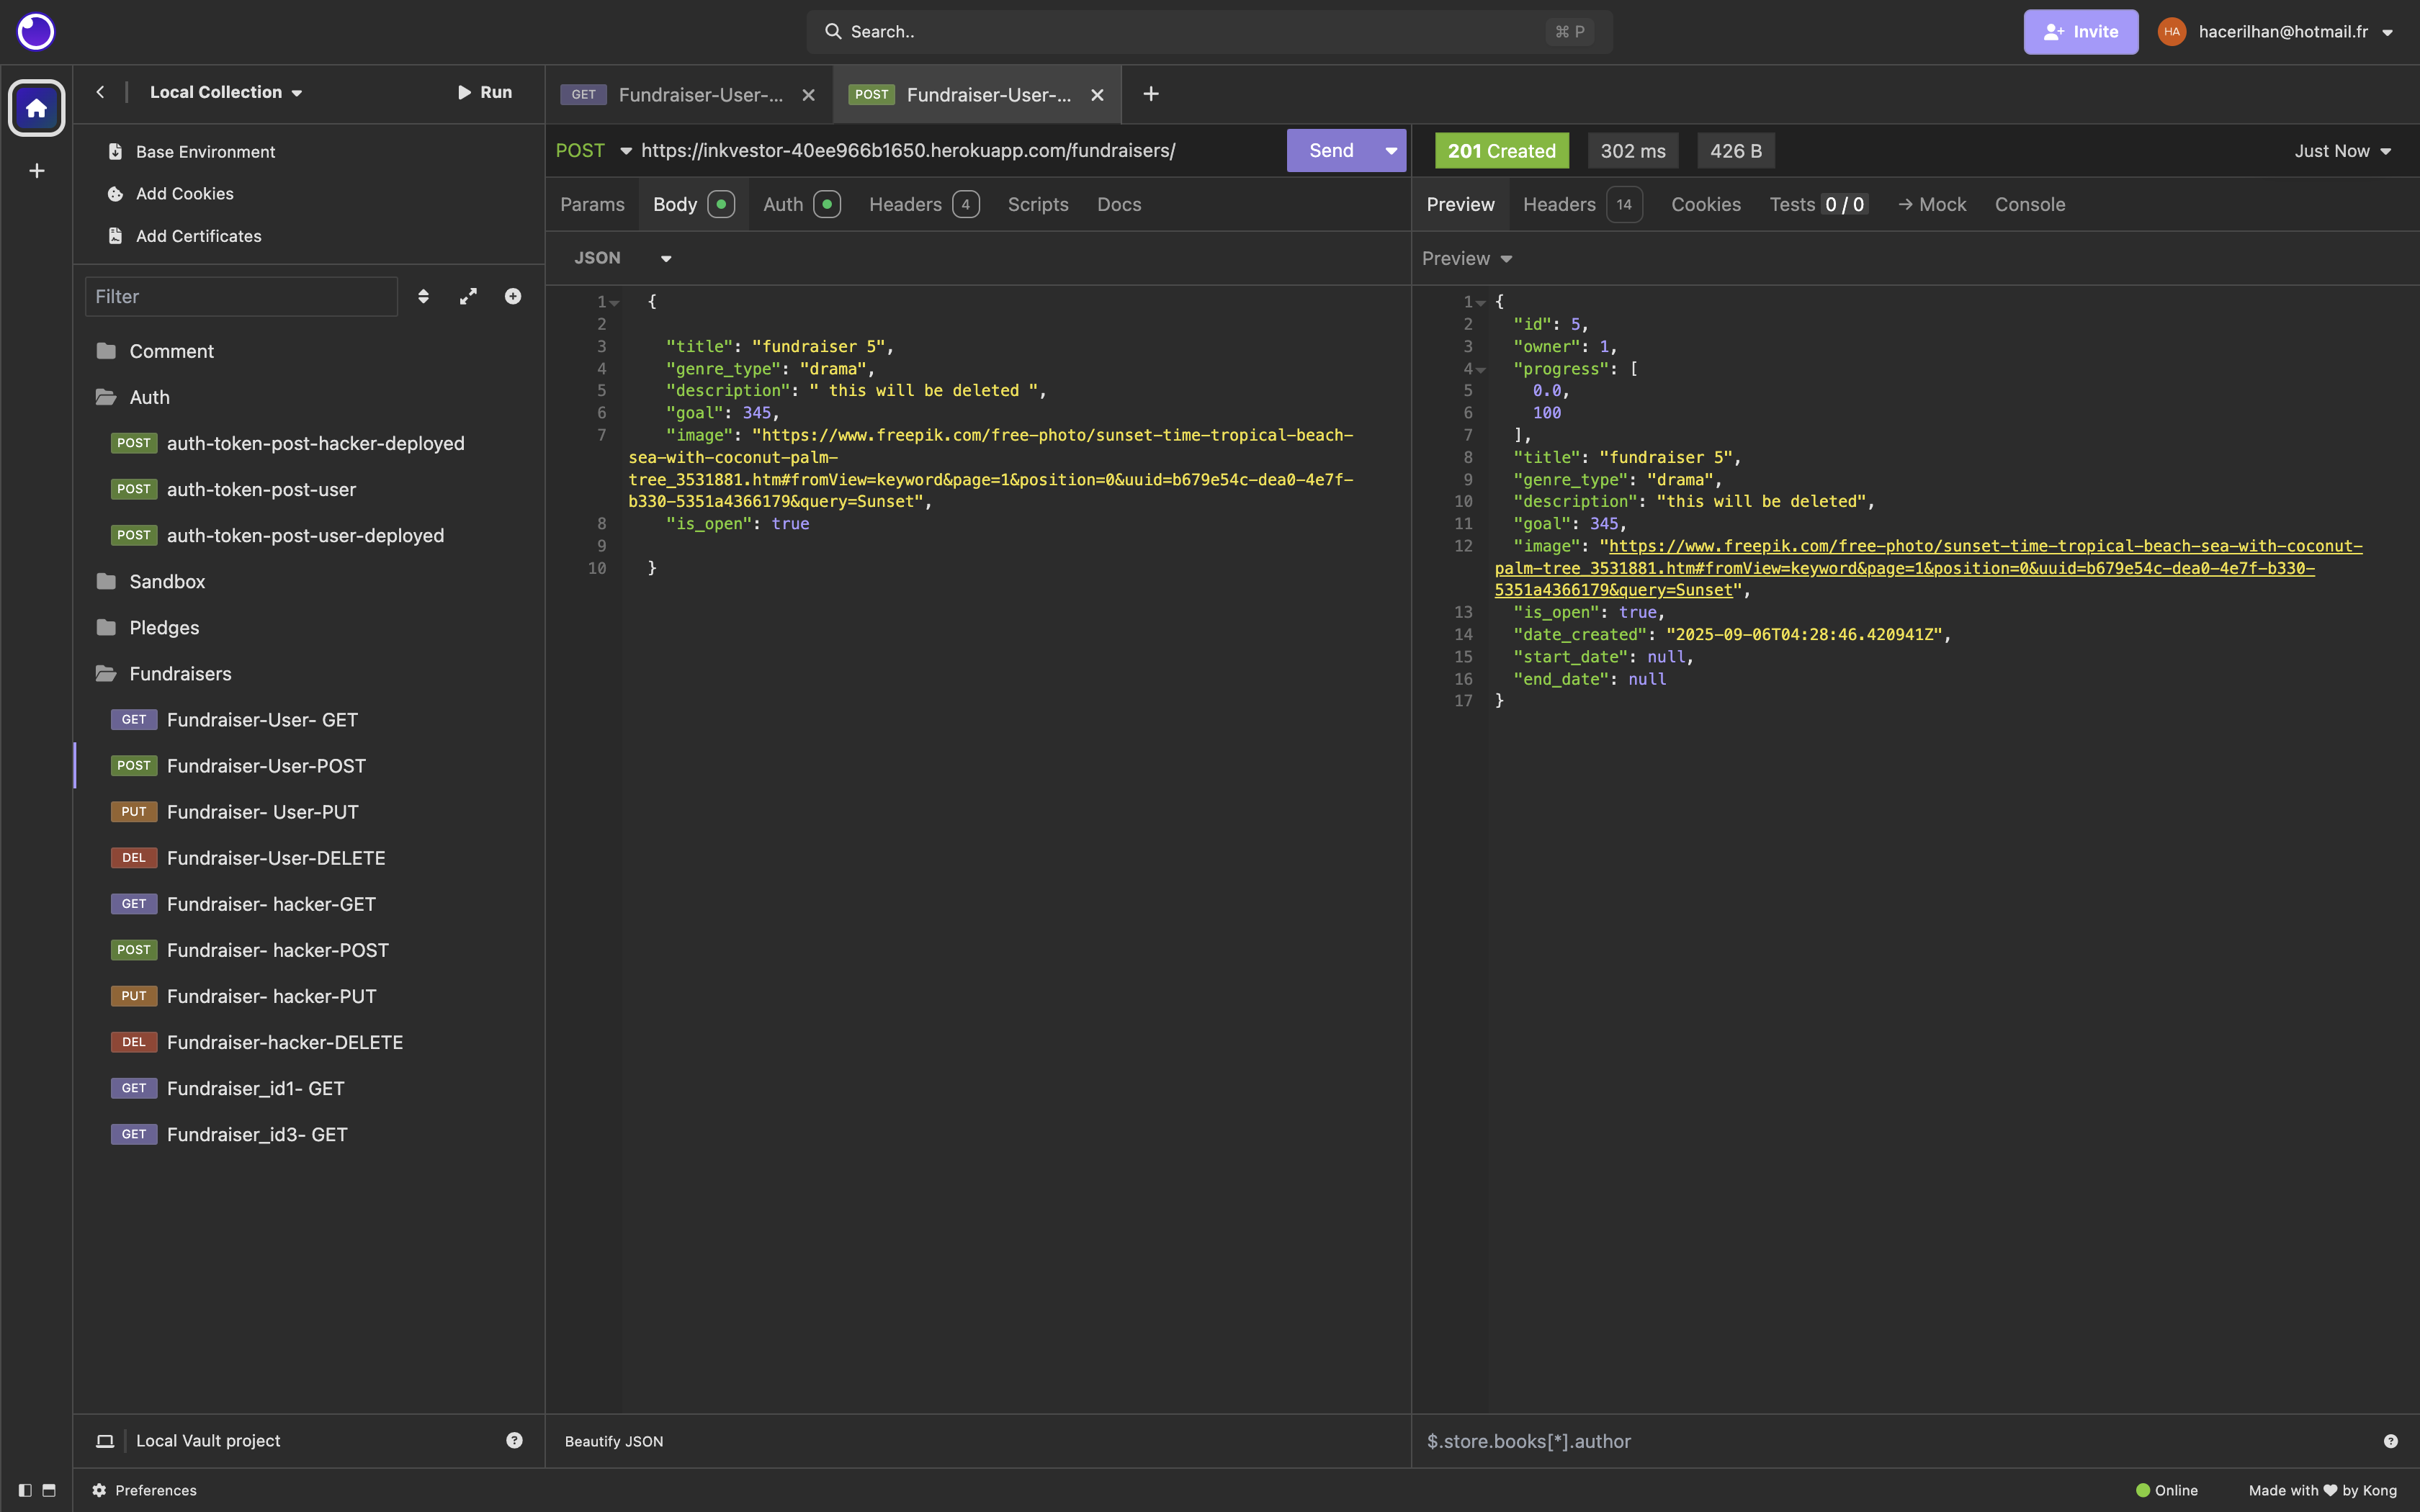 Search..
⌘ P
Invite
HA
hacerilhan@hotmail.fr
Local Collection
Run
Base Environment
Add Cookies
Add Certificates
Filter
Comment
Auth
POST auth-token-post-hacker-deployed
POST auth-token-post-user
POST auth-token-post-user-deployed
Sandbox
Pledges
Fundraisers
GET Fundraiser-User- GET
POST Fundraiser-User-POST
PUT Fundraiser- User-PUT
DEL Fundraiser-User-DELETE
GET Fundraiser- hacker-GET
POST Fundraiser- hacker-POST
PUT Fundraiser- hacker-PUT
DEL Fundraiser-hacker-DELETE
GET Fundraiser_id1- GET
GET Fundraiser_id3- GET
Local Vault project
Preferences
GET Fundraiser-User-...
POST Fundraiser-User-...
POST https://inkvestor-40ee966b1650.herokuapp.com/fundraisers/
Send
Params Body Auth Headers 4 Scripts Docs
JSON
1 {
2
3 "title": "fundraiser 5",
4 "genre_type": "drama",
5 "description": " this will be deleted ",
6 "goal": 345,
7 "image": "https://www.freepik.com/free-photo/sunset-time-tropical-beach-
sea-with-coconut-palm-
tree_3531881.htm#fromView=keyword&page=1&position=0&uuid=b679e54c-dea0-4e7f-
b330-5351a4366179&query=Sunset",
8 "is_open": true
9
10 }
Beautify JSON
201 Created
302 ms
426 B
Just Now
Preview Headers 14 Cookies Tests 0 / 0 → Mock Console
Preview
1 {
2 "id": 5,
3 "owner": 1,
4 "progress": [
5 0.0,
6 100
7 ],
8 "title": "fundraiser 5",
9 "genre_type": "drama",
10 "description": "this will be deleted",
11 "goal": 345,
12 "image": "https://www.freepik.com/free-photo/sunset-time-tropical-beach-sea-with-coconut-
palm-tree_3531881.htm#fromView=keyword&page=1&position=0&uuid=b679e54c-dea0-4e7f-b330-
5351a4366179&query=Sunset",
13 "is_open": true,
14 "date_created": "2025-09-06T04:28:46.420941Z",
15 "start_date": null,
16 "end_date": null
17 }
$.store.books[*].author
Online
Made with ♥ by Kong